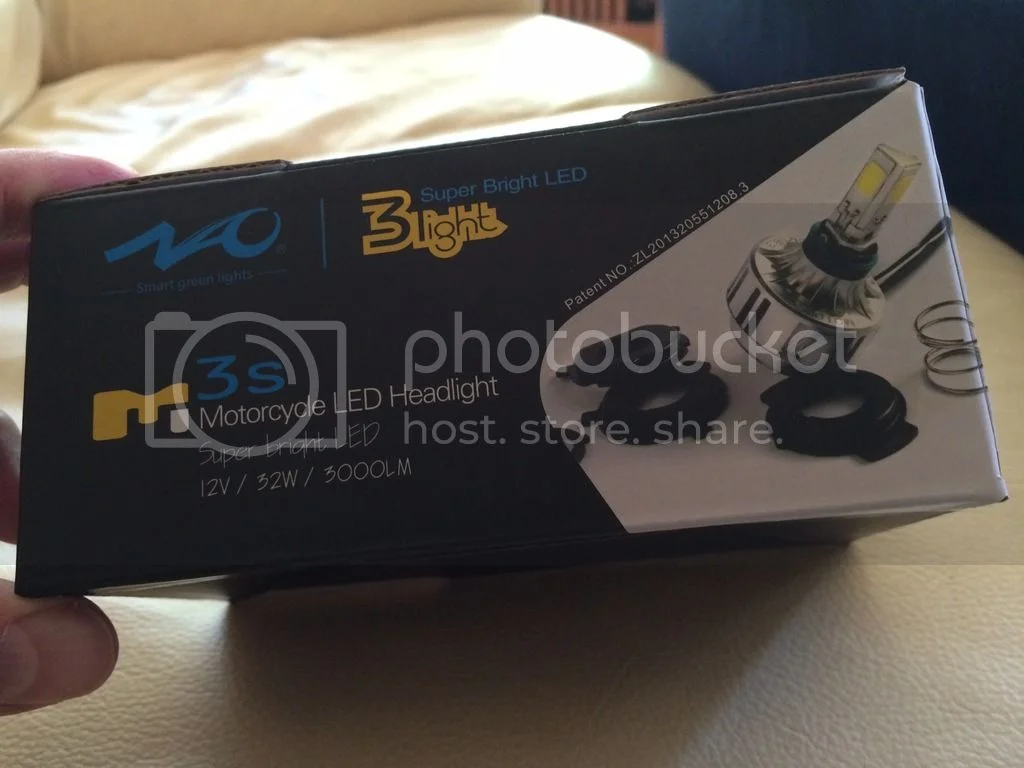 NAO ®
Smart green lights
Super Bright LED
3Light
Patent NO.:ZL201320551208.3
M 3s
Motorcycle LED Headlight
Super bright LED
12V / 32W / 3000LM
photobucket
host. store. share.